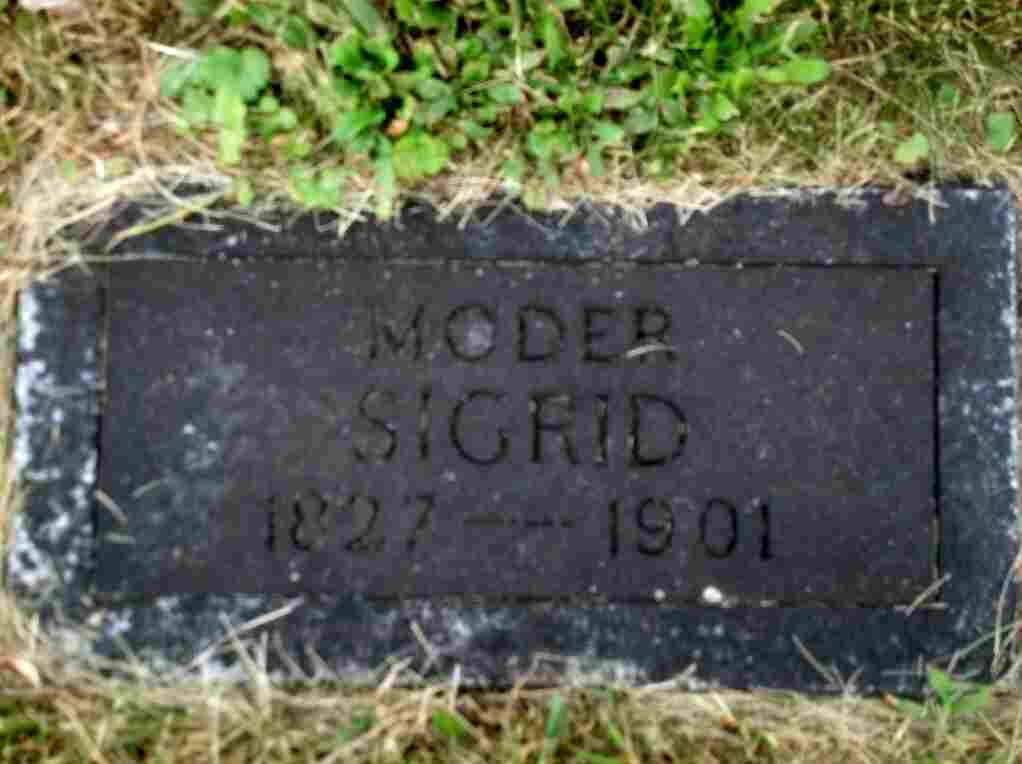 MODER
SIGRID
1827 -- 1901